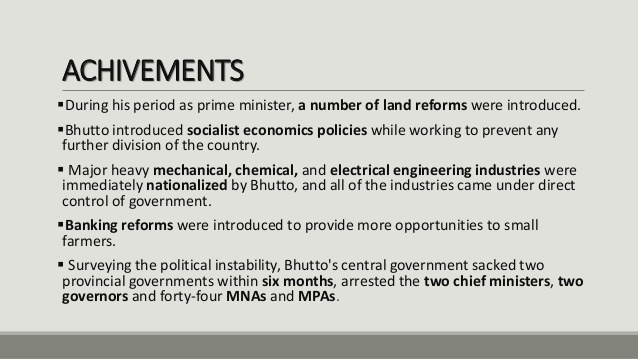 ACHIVEMENTS
▪During his period as prime minister, a number of land reforms were introduced.
▪Bhutto introduced socialist economics policies while working to prevent any
further division of the country.
▪ Major heavy mechanical, chemical, and electrical engineering industries were
immediately nationalized by Bhutto, and all of the industries came under direct
control of government.
▪Banking reforms were introduced to provide more opportunities to small
farmers.
▪ Surveying the political instability, Bhutto's central government sacked two
provincial governments within six months, arrested the two chief ministers, two
governors and forty-four MNAs and MPAs.